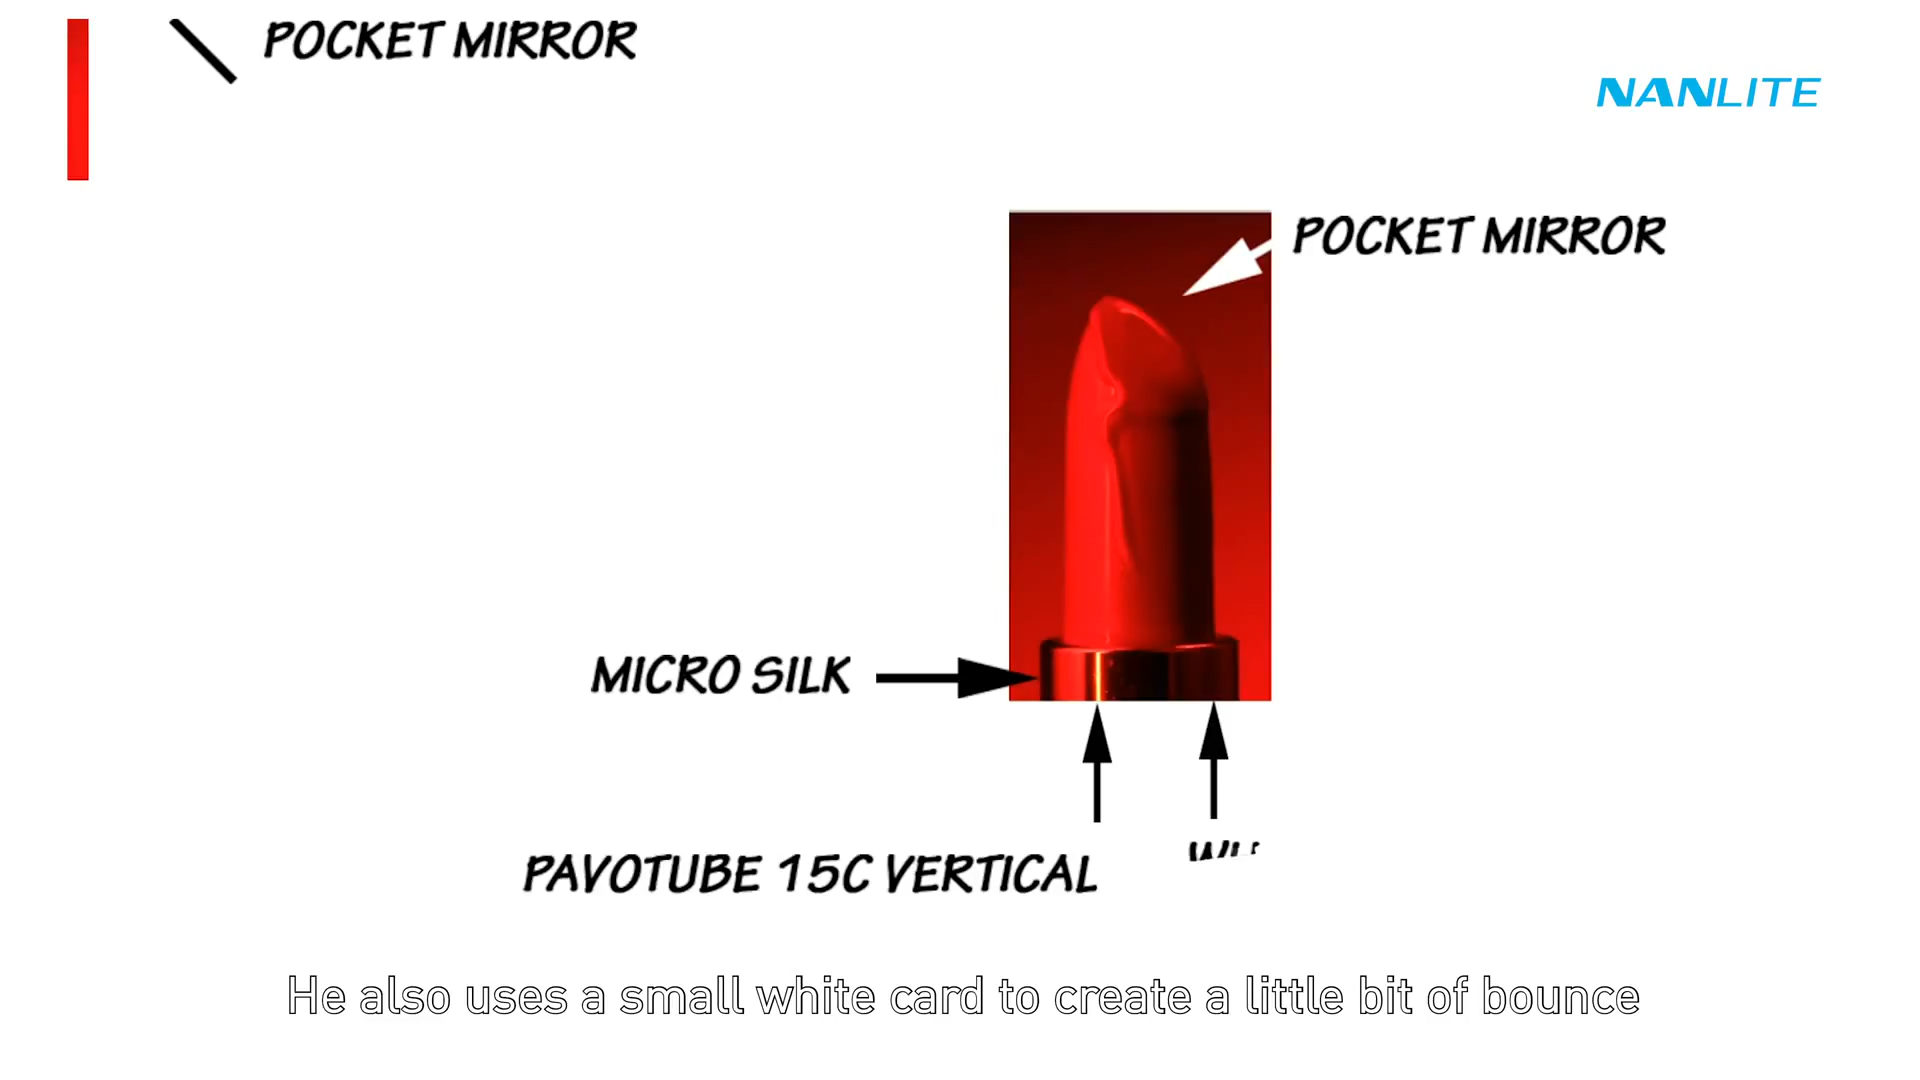 POCKET MIRROR
NANLITE
POCKET MIRROR
MICRO SILK
PAVOTUBE 15C VERTICAL
He also uses a small white card to create a little bit of bounce